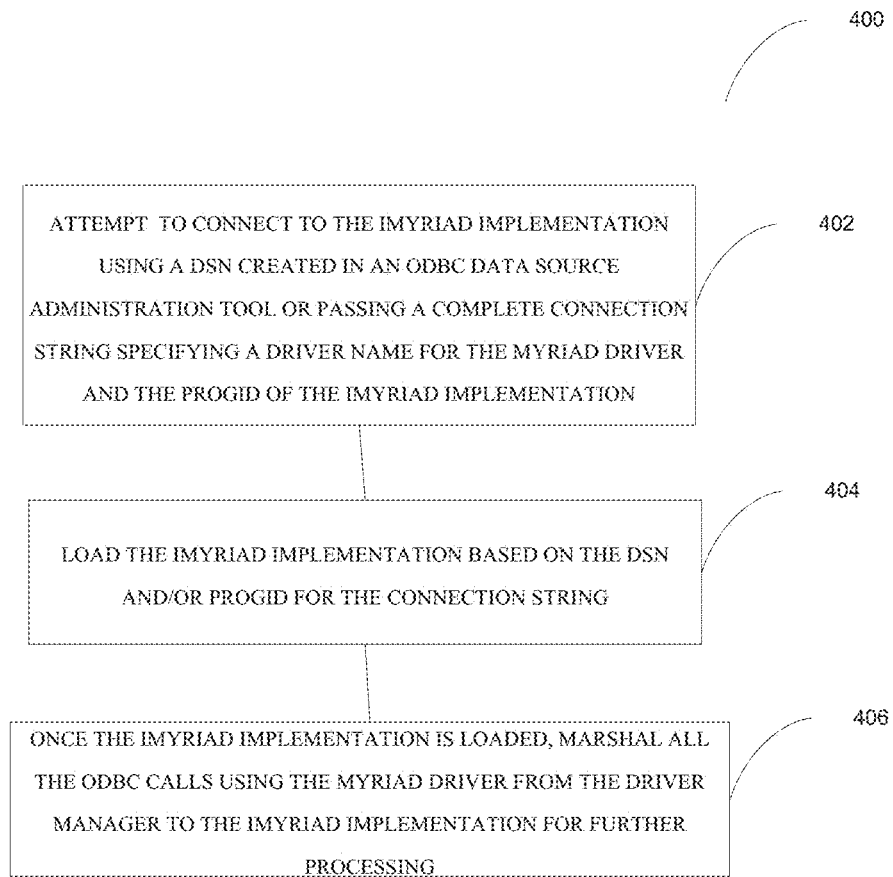 400
ATTEMPT TO CONNECT TO THE IMYRIAD IMPLEMENTATION
402
USING A DSN CREATED IN AN ODBC DATA SOURCE
ADMINISTRATION TOOL OR PASSING A COMPLETE CONNECTION
STRING SPECIFYING A DRIVER NAME FOR THE MYRIAD DRIVER
AND THE PROGID OF THE IMYRIAD IMPLEMENTATION
404
LOAD THE IMYRIAD IMPLEMENTATION BASED ON THE DSN
AND/OR PROGID FOR THE CONNECTION STRING
406
ONCE THE IMYRIAD IMPLEMENTATION IS LOADED, MARSHAL ALL
THE ODBC CALLS USING THE MYRIAD DRIVER FROM THE DRIVER
MANAGER TO THE IMYRIAD IMPLEMENTATION FOR FURTHER
PROCESSING